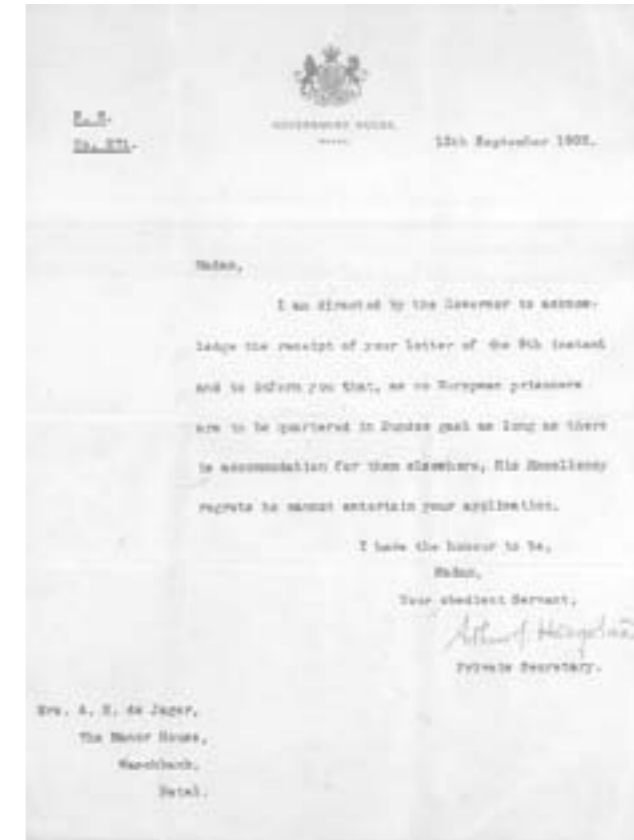 GOVERNMENT HOUSE,
No. 271.
12th September 1902.
Madam,
I am directed by the Governor to acknow-
ledge the receipt of your letter of the 9th instant
and to inform you that, as no European prisoners
are to be quartered in Dundee gaol as long as there
is accommodation for them elsewhere, His Excellency
regrets he cannot entertain your application.
I have the honour to be,
Madam,
Your obedient Servant,
Private Secretary.
Mrs. de Jager,
The Manor House,
Waschbank,
Natal.